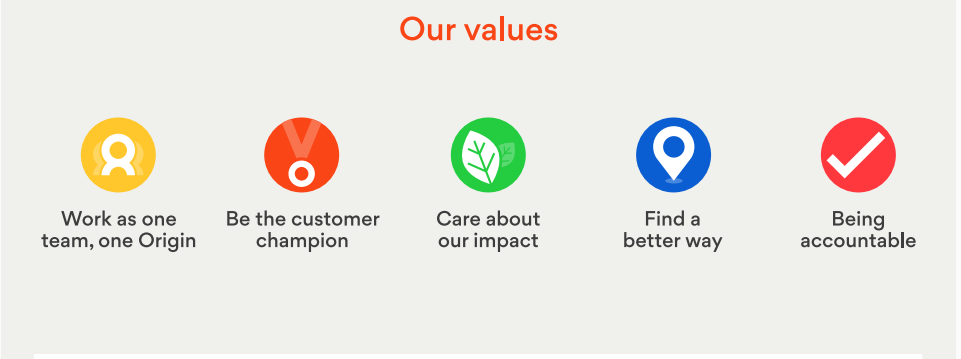 Our values
Work as one
team, one Origin
Be the customer
champion
Care about
our impact
Find a
better way
Being
accountable